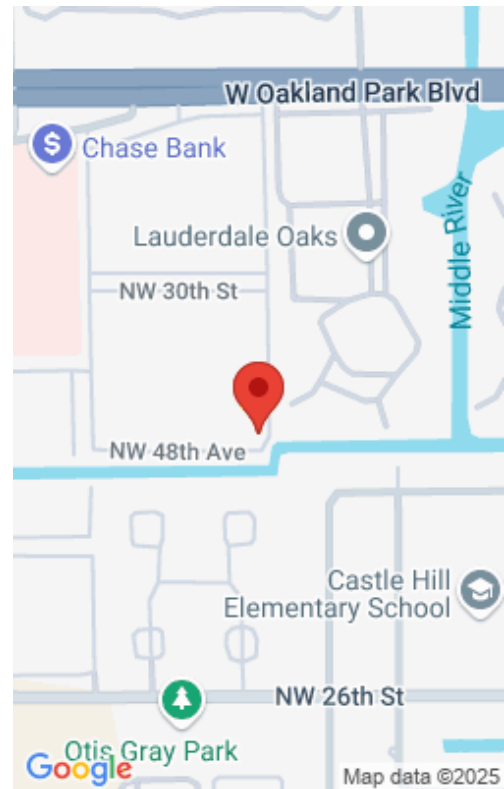 W Oakland Park Blvd
$
Chase Bank
Middle River
Lauderdale Oaks
NW 30th St
NW 48th Ave
Castle Hill
Elementary School
NW 26th St
Otis Gray Park
Google
Map data ©2025